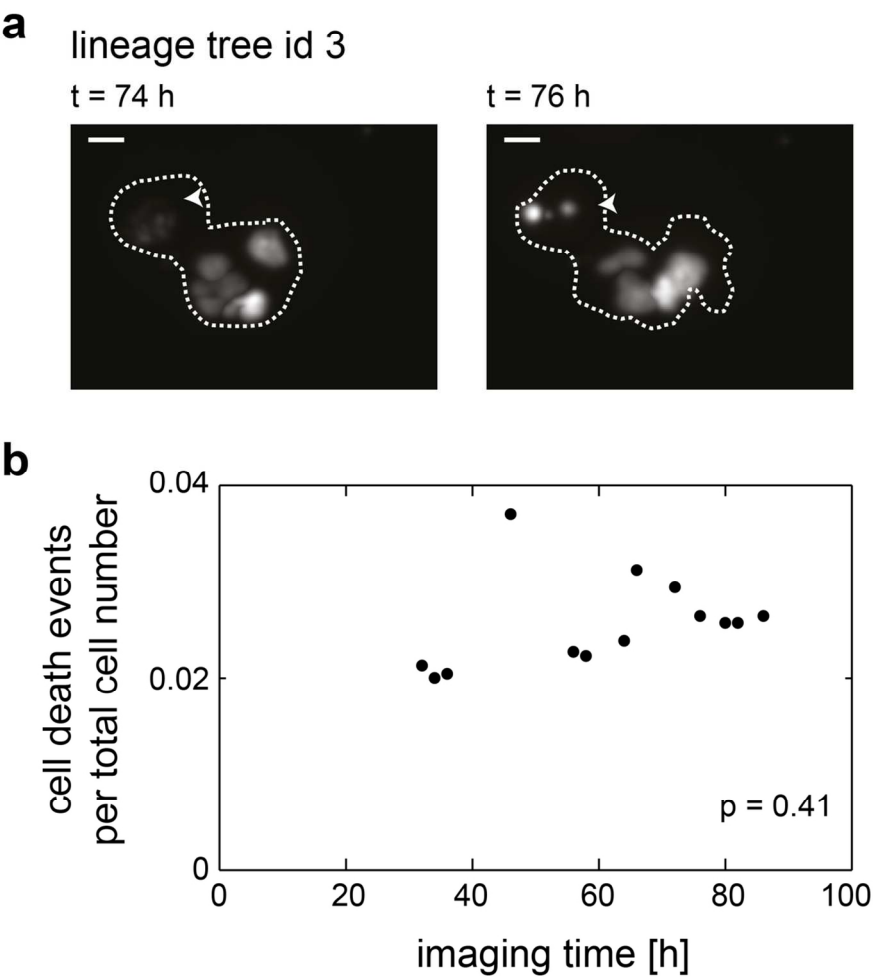 a
lineage tree id 3
t = 74 h
t = 76 h
b
cell death events
per total cell number
0.04
0.02
0
0
20
40
60
80
100
p = 0.41
imaging time [h]